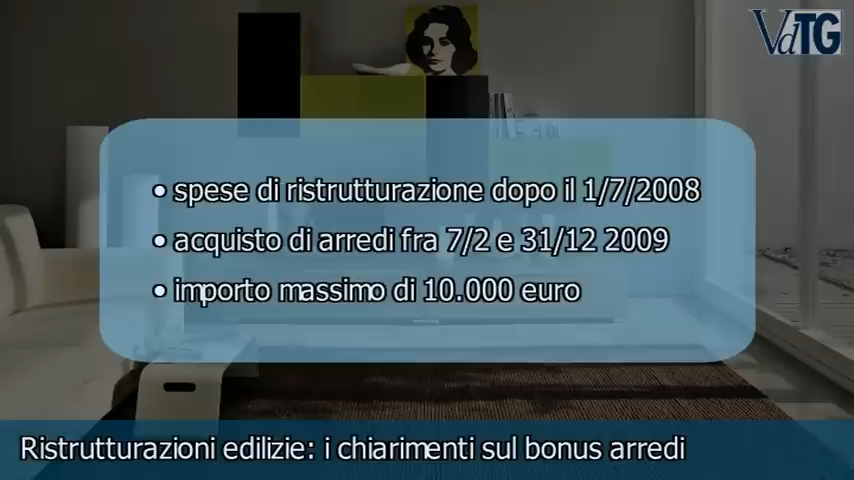 VdTG
• spese di ristrutturazione dopo il 1/7/2008
• acquisto di arredi fra 7/2 e 31/12 2009
• importo massimo di 10.000 euro
Ristrutturazioni edilizie: i chiarimenti sul bonus arredi